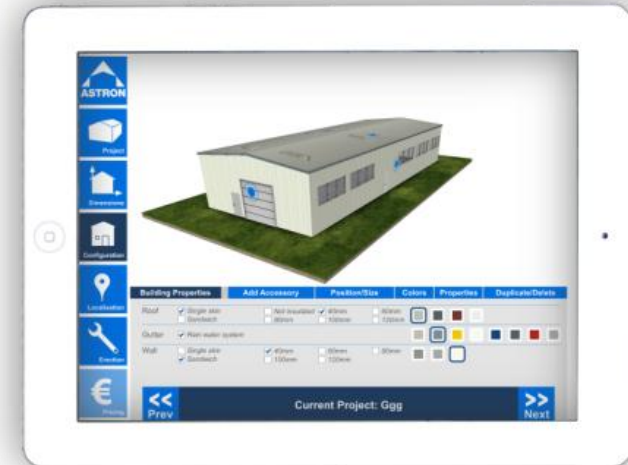 ASTRON
Project
Dimensions
Configuration
Localisation
Erection
Pricing
Building Properties Add Accessory Position/Size Colors Properties Duplicate/Delete
Roof Single skin Not insulated 40mm 60mm
Sandwich 80mm 100mm 120mm
Gutter Rain water system
Wall Single skin 40mm 60mm 80mm
Sandwich 100mm 120mm
<< Prev Current Project: Ggg >> Next